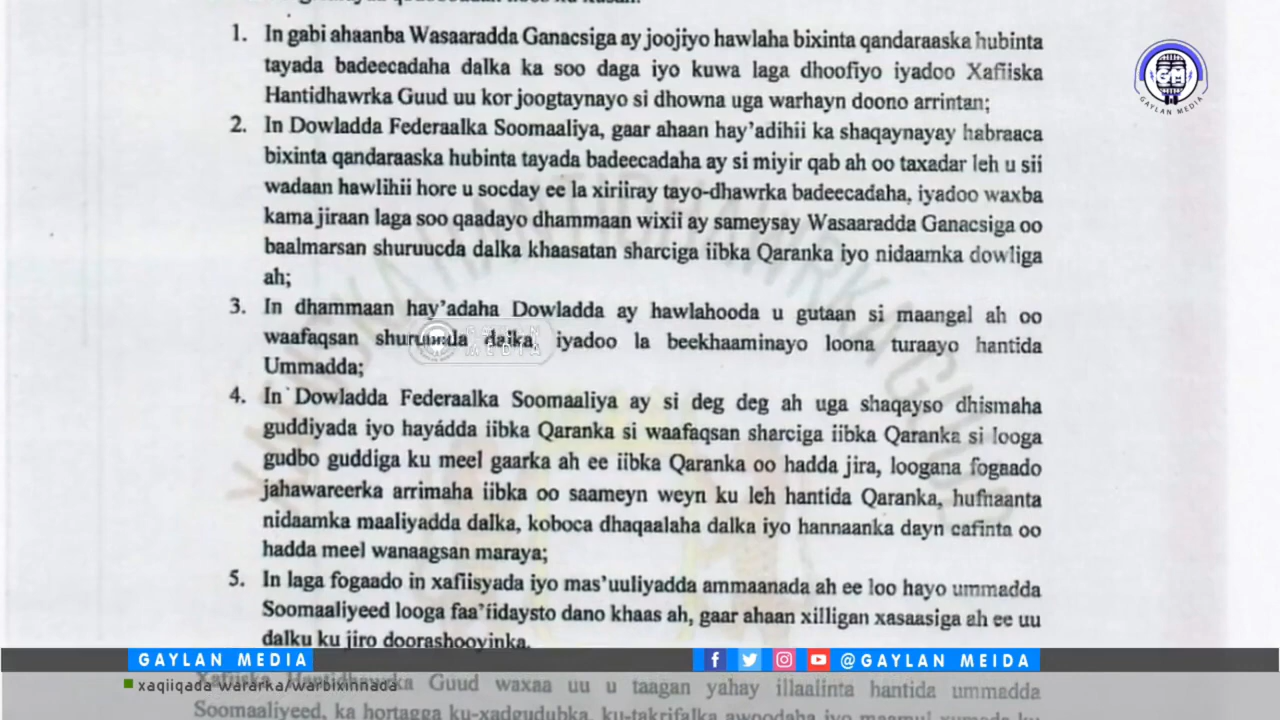 1. In gabi ahaanba Wasaaradda Ganacsiga ay joojiyo hawlaha bixinta qandaraaska hubinta
tayada badeecadaha dalka ka soo daga iyo kuwa laga dhoofiyo iyadoo Xafiiska
Hantidhawrka Guud uu kor joogtaynayo si dhowna uga warhayn doono arrintan;
2. In Dowladda Federaalka Soomaaliya, gaar ahaan hay'adihii ka shaqaynayay habraaca
bixinta qandaraaska hubinta tayada badeecadaha ay si miyir qab ah oo taxadar leh u sii
wadaan hawlihii hore u socday ee la xiriiray tayo-dhawrka badeecadaha, iyadoo waxba
kama jiraan laga soo qaadayo dhammaan wixii ay sameysay Wasaaradda Ganacsiga oo
baalmarsan shuruucda dalka khaasatan sharciga iibka Qaranka iyo nidaamka dowliga
ah;
3. In dhammaan hay'adaha Dowladda ay hawlahooda u gutaan si maangal ah oo
waafaqsan shuruucda dalka, iyadoo la beekhaaminayo loona turaayo hantida
Ummadda;
4. In Dowladda Federaalka Soomaaliya ay si deg deg ah uga shaqayso dhismaha
guddiyada iyo hayádda iibka Qaranka si waafaqsan sharciga iibka Qaranka si looga
gudbo guddiga ku meel gaarka ah ee iibka Qaranka oo hadda jira, loogana fogaado
jahawareerka arrimaha iibka oo saameyn weyn ku leh hantida Qaranka, hufnaanta
nidaamka maaliyadda dalka, koboca dhaqaalaha dalka iyo hannaanka dayn cafinta oo
hadda meel wanaagsan maraya;
5. In laga fogaado in xafiisyada iyo mas'uuliyadda ammaanada ah ee loo hayo ummadda
Soomaaliyeed looga faa'iidaysto dano khaas ah, gaar ahaan xilligan xasaasiga ah ee uu
dalku ku jiro doorashooyinka.
GM
GAYLAN MEDIA
GAYLAN MEDIA
GAYLAN MEDIA
@GAYLAN MEIDA
xaqiiqada wararka/warbixinnada
Xafiiska Hantidhawrka Guud waxaa uu u taagan yahay illaalinta hantida ummadda
Soomaaliyeed, ka hortagga ku-xadgudubka, ku-takrifalka awoodaha iyo